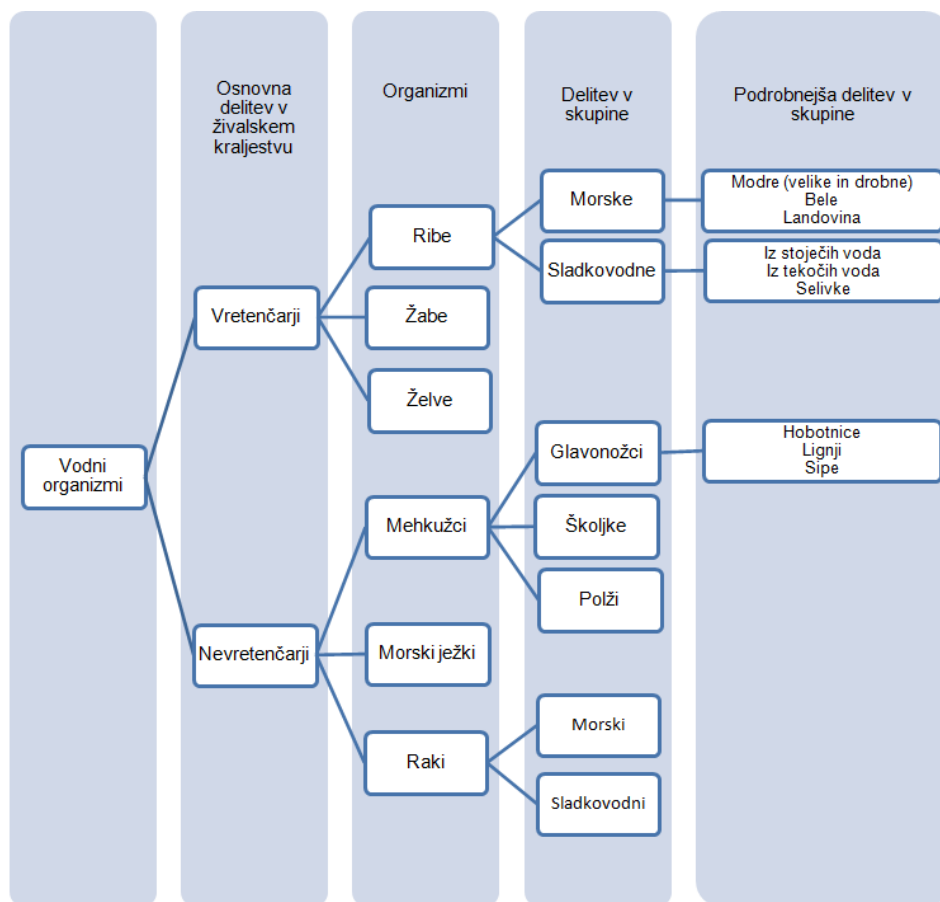 Osnovna
delitev v
živalskem
kraljestvu
Organizmi
Delitev v
skupine
Podrobnejša delitev v
skupine
Vodni
organizmi
Vretenčarji
Ribe
Morske
Modre (velike in drobne)
Bele
Landovina
Sladkovodne
Iz stoječih voda
Iz tekočih voda
Selivke
Žabe
Želve
Nevretenčarji
Mehkužci
Glavonožci
Hobotnice
Lignji
Sipe
Školjke
Polži
Morski ježki
Raki
Morski
Sladkovodni